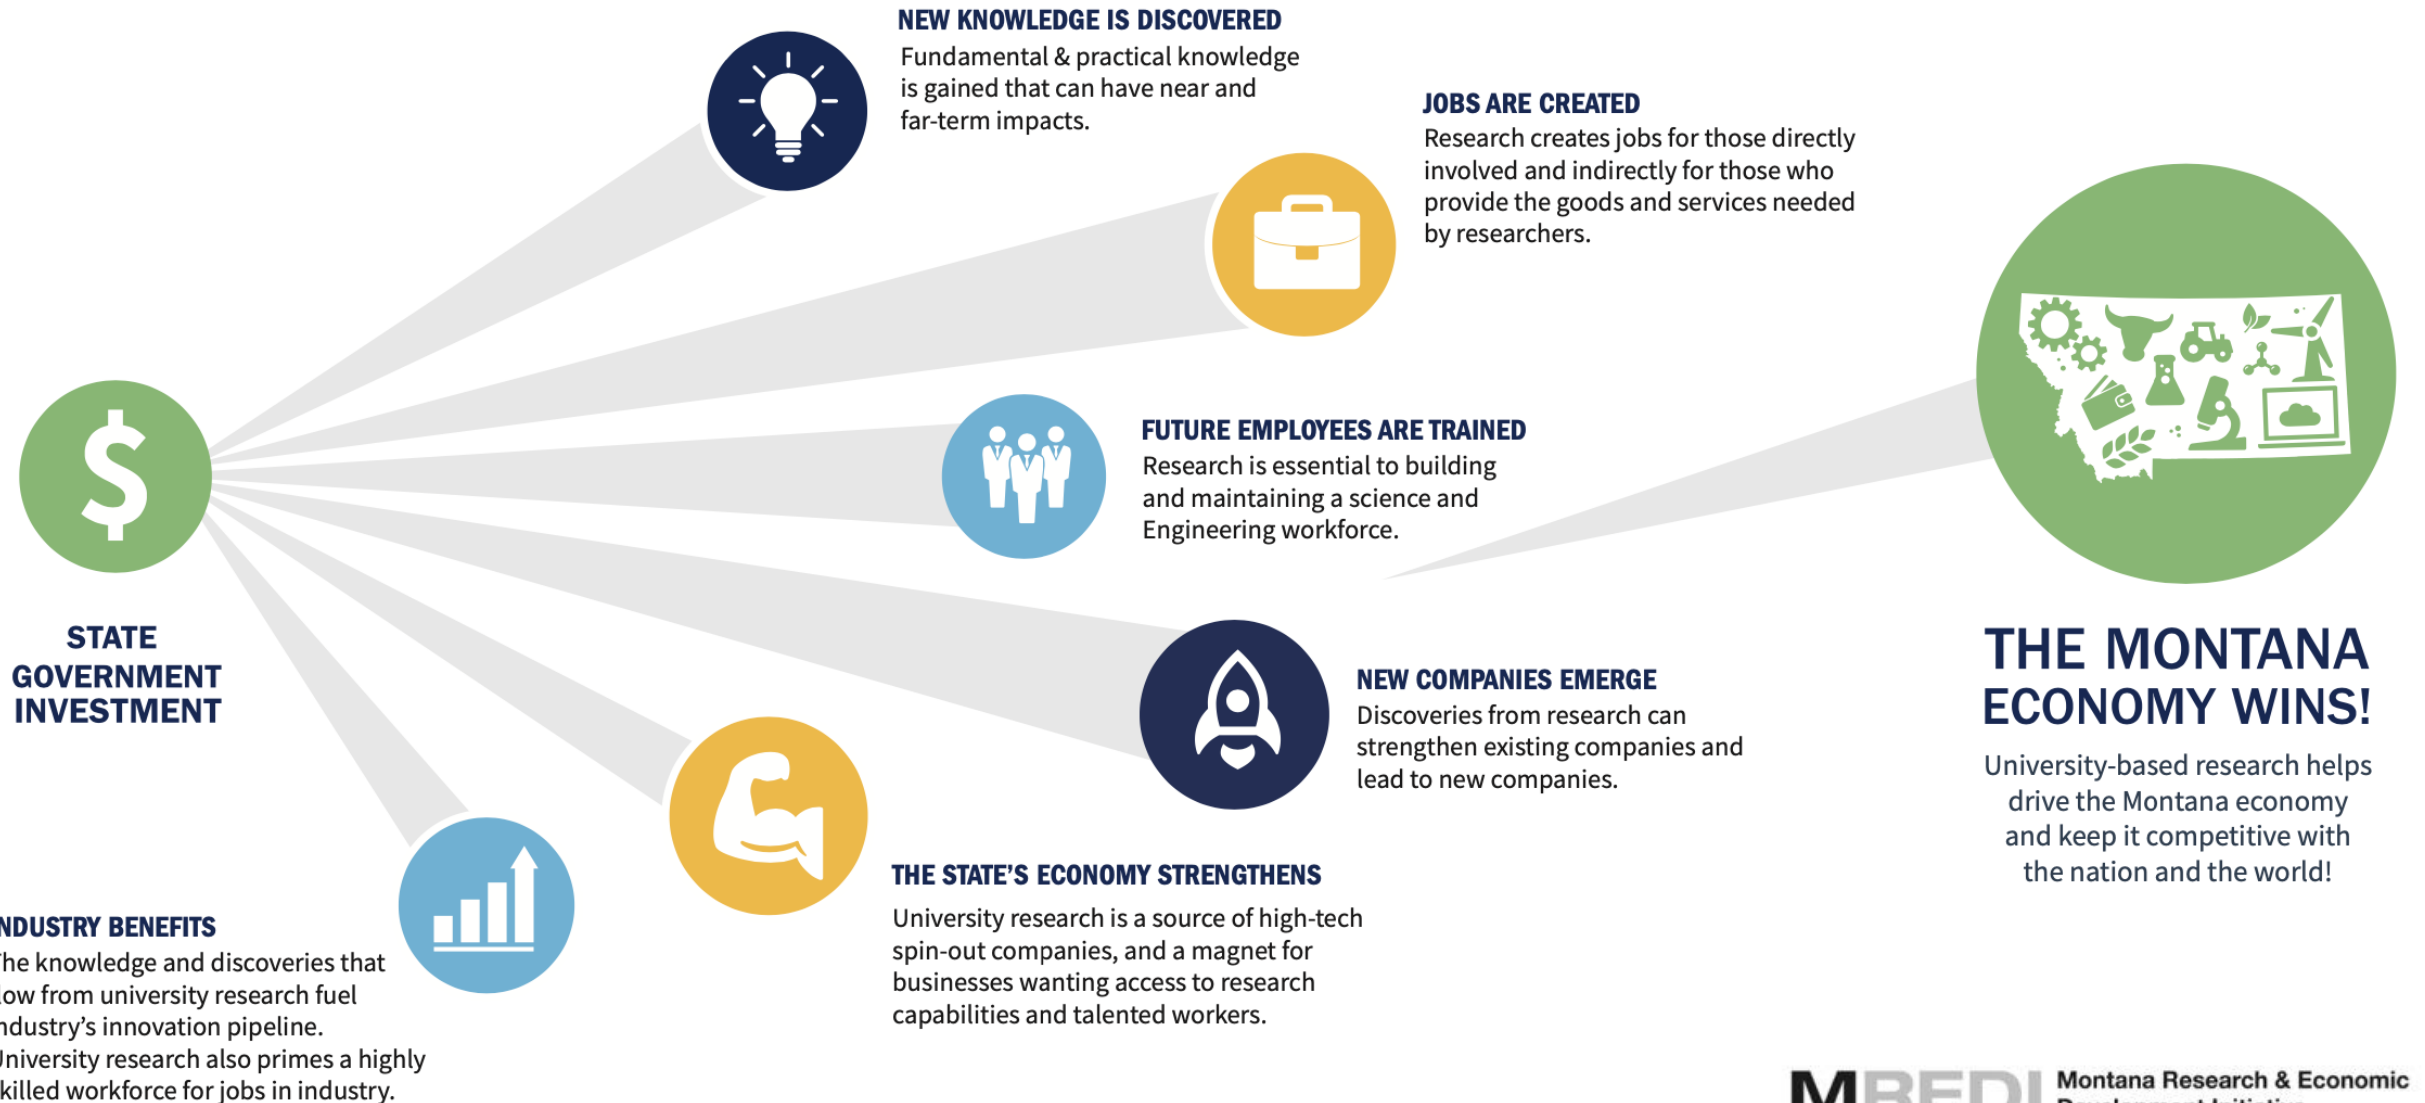 NEW KNOWLEDGE IS DISCOVERED
Fundamental & practical knowledge
is gained that can have near and
far-term impacts.
JOBS ARE CREATED
Research creates jobs for those directly
involved and indirectly for those who
provide the goods and services needed
by researchers.
FUTURE EMPLOYEES ARE TRAINED
Research is essential to building
and maintaining a science and
Engineering workforce.
$
STATE
GOVERNMENT
INVESTMENT
NEW COMPANIES EMERGE
Discoveries from research can
strengthen existing companies and
lead to new companies.
THE MONTANA
ECONOMY WINS!
University-based research helps
drive the Montana economy
and keep it competitive with
the nation and the world!
THE STATE'S ECONOMY STRENGTHENS
University research is a source of high-tech
spin-out companies, and a magnet for
businesses wanting access to research
capabilities and talented workers.
NDUSTRY BENEFITS
he knowledge and discoveries that
low from university research fuel
ndustry's innovation pipeline.
University research also primes a highly
killed workforce for jobs in industry.
MREDI
Montana Research & Economic
Development Initiative